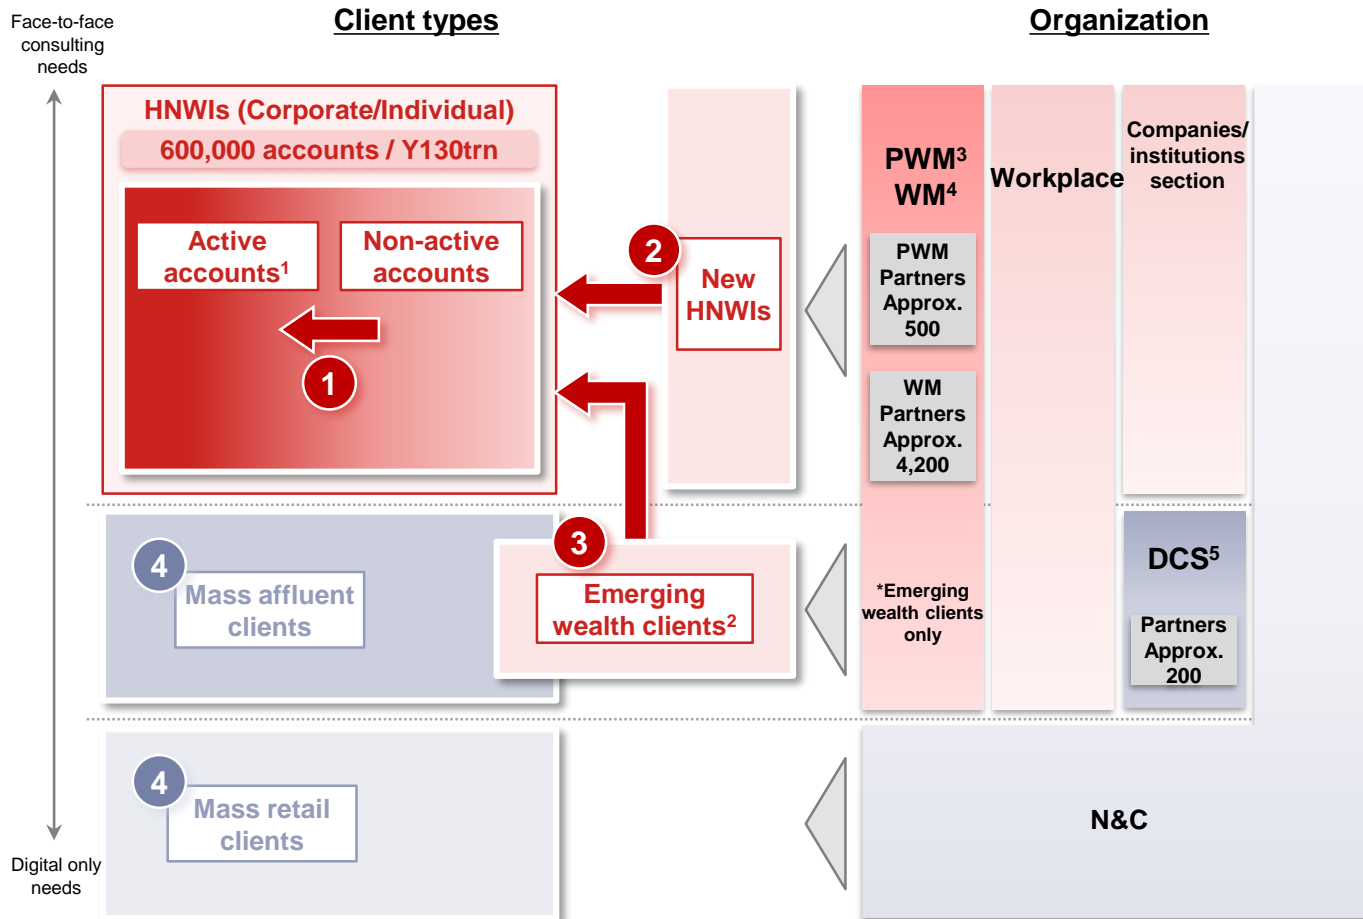 Face-to-face
consulting
needs
Client types
Organization
HNWIs (Corporate/Individual)
600,000 accounts / Y130trn
Active
accounts1
Non-active
accounts
1
2
New
HNWIs
PWM3
WM4
PWM
Partners
Approx.
500
WM
Partners
Approx.
4,200
Workplace
Companies/
institutions
section
4
Mass affluent
clients
3
Emerging
wealth clients2
*Emerging
wealth clients
only
DCS5
Partners
Approx.
200
4
Mass retail
clients
N&C
Digital only
needs